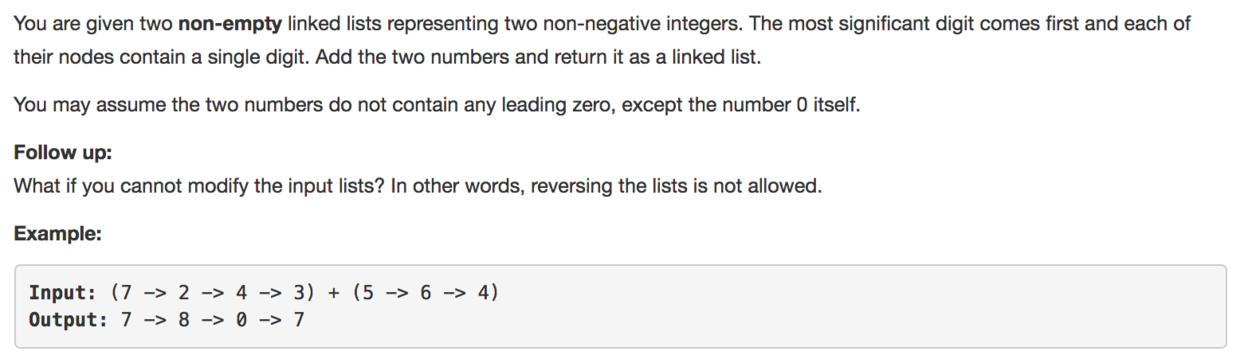 You are given two non-empty linked lists representing two non-negative integers. The most significant digit comes first and each of
their nodes contain a single digit. Add the two numbers and return it as a linked list.
You may assume the two numbers do not contain any leading zero, except the number 0 itself.
Follow up:
What if you cannot modify the input lists? In other words, reversing the lists is not allowed.
Example:
Input: (7 -> 2 -> 4 -> 3) + (5 -> 6 -> 4)
Output: 7 -> 8 -> 0 -> 7